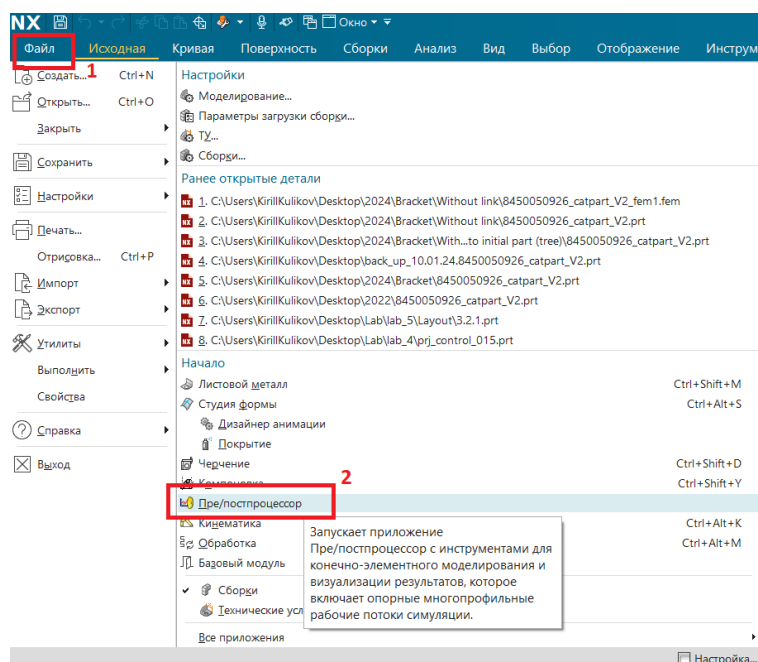 NX Окно
Файл Исходная Кривая Поверхность Сборки Анализ Вид Выбор Отображение Инструм
1
Создать... Ctrl+N
Открыть... Ctrl+O
Закрыть
Сохранить
Настройки
Печать...
Отрисовка... Ctrl+P
Импорт
Экспорт
Утилиты
Выполнить
Свойства
Справка
Выход
Настройки
Моделирование...
Параметры загрузки сборки...
ТУ...
Сборки...
Ранее открытые детали
1. C:\Users\KirillKulikov\Desktop\2024\Bracket\Without link\8450050926_catpart_V2_fem1.fem
2. C:\Users\KirillKulikov\Desktop\2024\Bracket\Without link\8450050926_catpart_V2.prt
3. C:\Users\KirillKulikov\Desktop\2024\Bracket\With...to initial part (tree)\8450050926_catpart_V2.prt
4. C:\Users\KirillKulikov\Desktop\back_up_10.01.24.8450050926_catpart_V2.prt
5. C:\Users\KirillKulikov\Desktop\2024\Bracket\8450050926_catpart_V2.prt
6. C:\Users\KirillKulikov\Desktop\2022\8450050926_catpart_V2.prt
7. C:\Users\KirillKulikov\Desktop\Lab\lab_5\Layout\3.2.1.prt
8. C:\Users\KirillKulikov\Desktop\Lab\lab_4\prj_control_015.prt
Начало
Листовой металл Ctrl+Shift+M
Студия формы Ctrl+Alt+S
Дизайнер анимации
Покрытие
Черчение Ctrl+Shift+D
Компоновка Ctrl+Shift+Y
2
Пре/постпроцессор
Кинематика Ctrl+Alt+K
Обработка Ctrl+Alt+M
Базовый модуль
Сборки
Технические усл
Все приложения
Запускает приложение
Пре/постпроцессор с инструментами для
конечно-элементного моделирования и
визуализации результатов, которое
включает опорные многопрофильные
рабочие потоки симуляции.
Настройка...